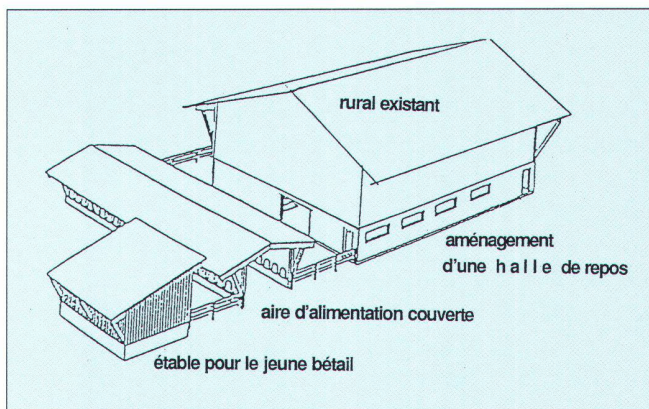 rural existant
aménagement
d'une halle de repos
aire d'alimentation couverte
étable pour le jeune bétail